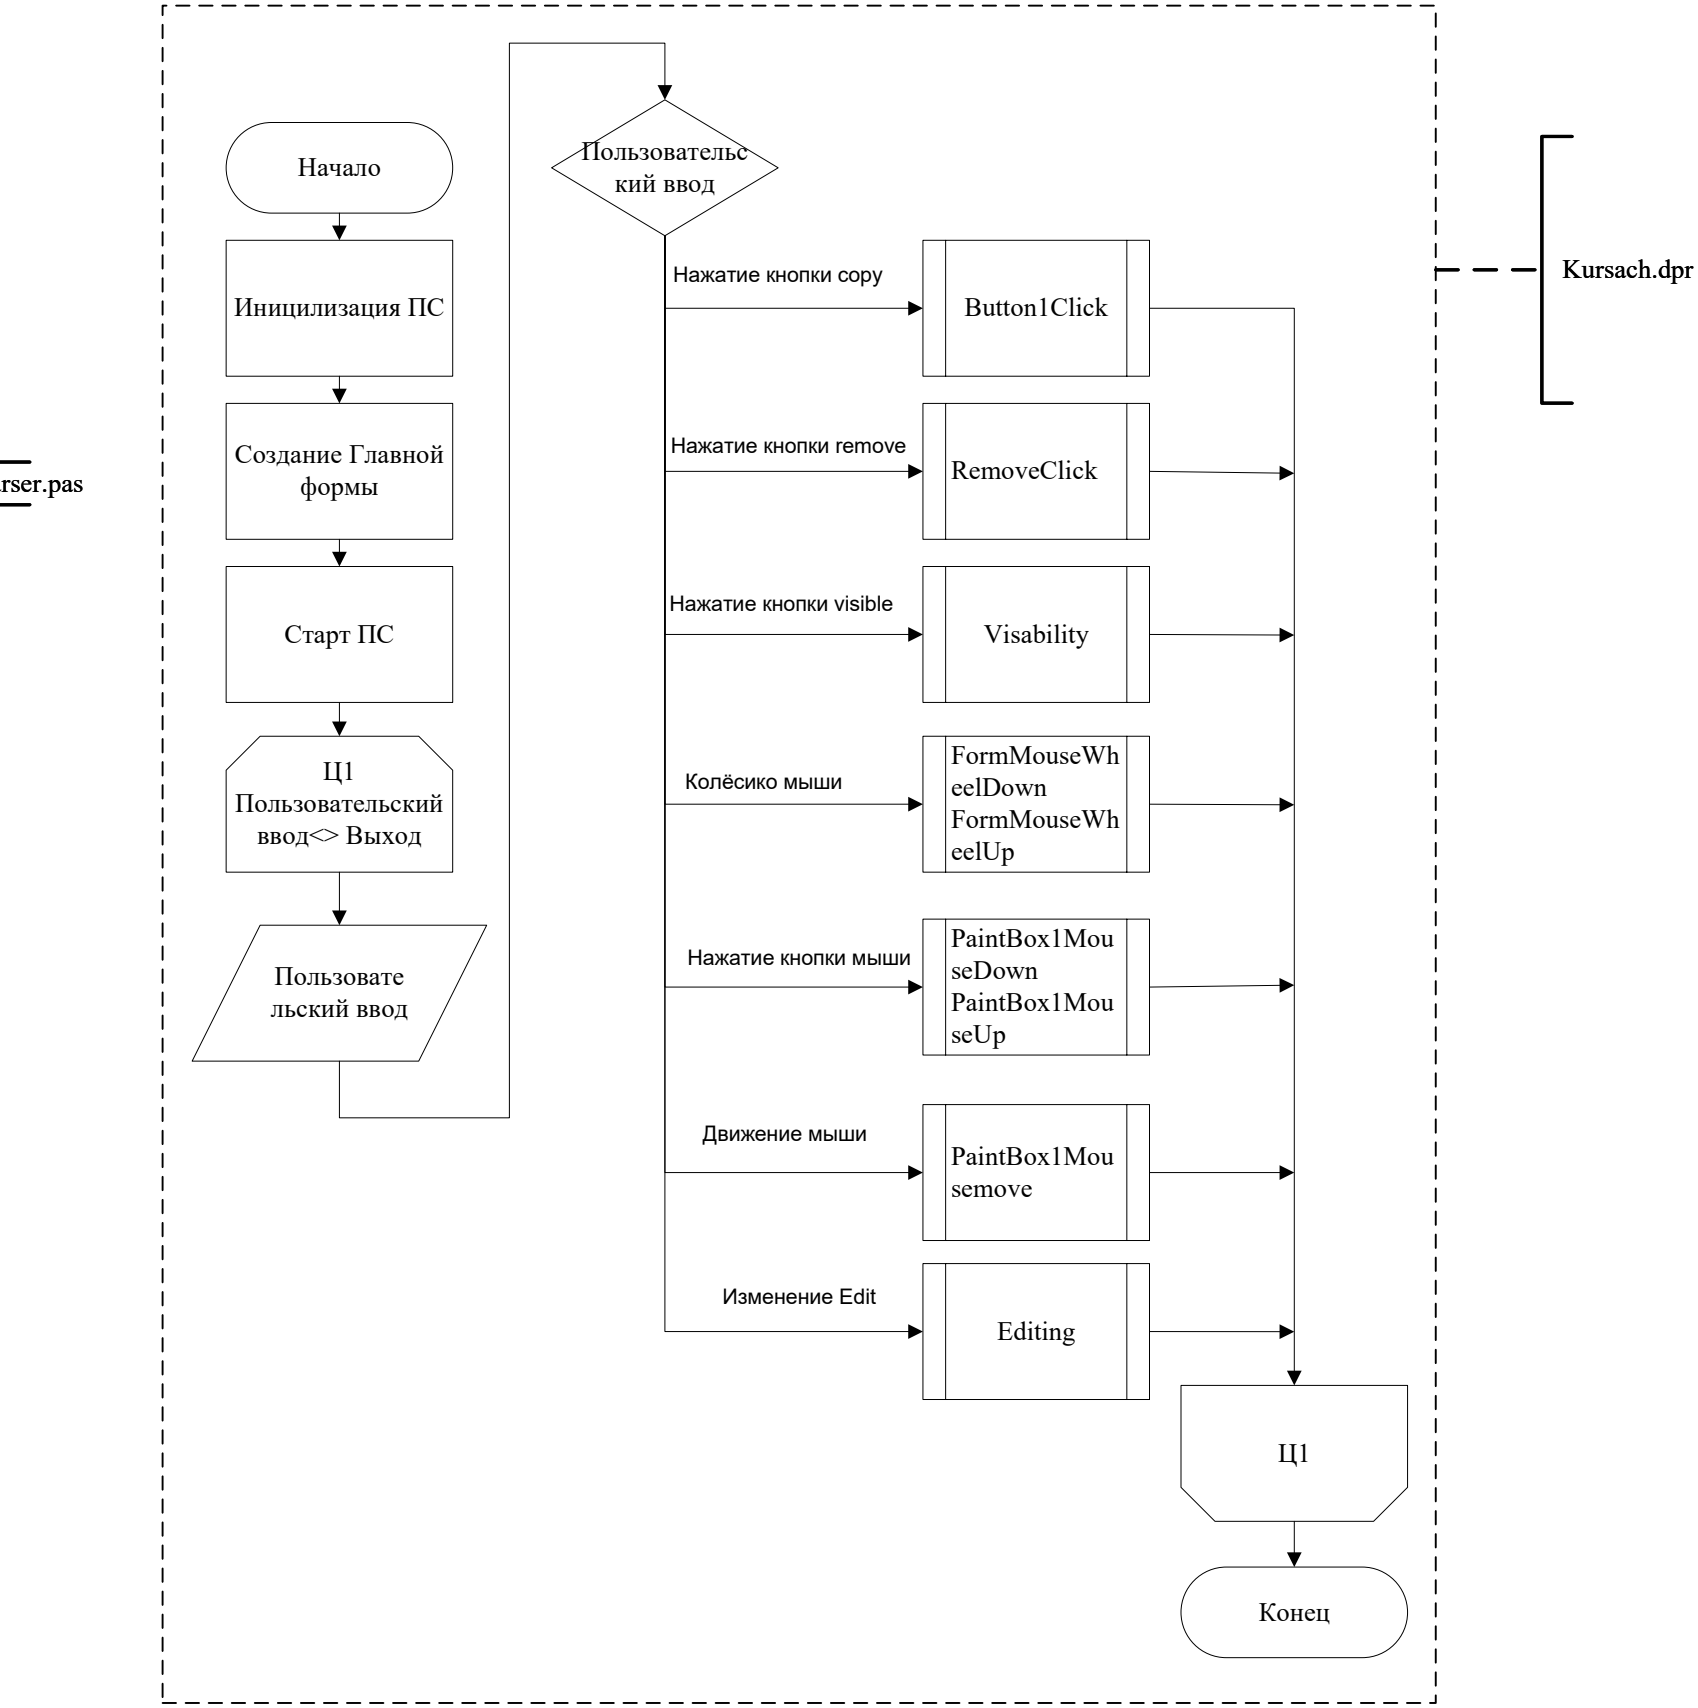 Начало
Иницилизация ПС
Создание Главной
формы
Старт ПС
Ц1
Пользовательский
ввод<> Выход
Пользовате
льский ввод
Пользовательс
кий ввод
Нажатие кнопки copy
Button1Click
Нажатие кнопки remove
RemoveClick
Нажатие кнопки visible
Visability
Колёсико мыши
FormMouseWh
eelDown
FormMouseWh
eelUp
Нажатие кнопки мыши
PaintBox1Mou
seDown
PaintBox1Mou
seUp
Движение мыши
PaintBox1Mou
semove
Изменение Edit
Editing
Ц1
Конец
Kursach.dpr
rser.pas